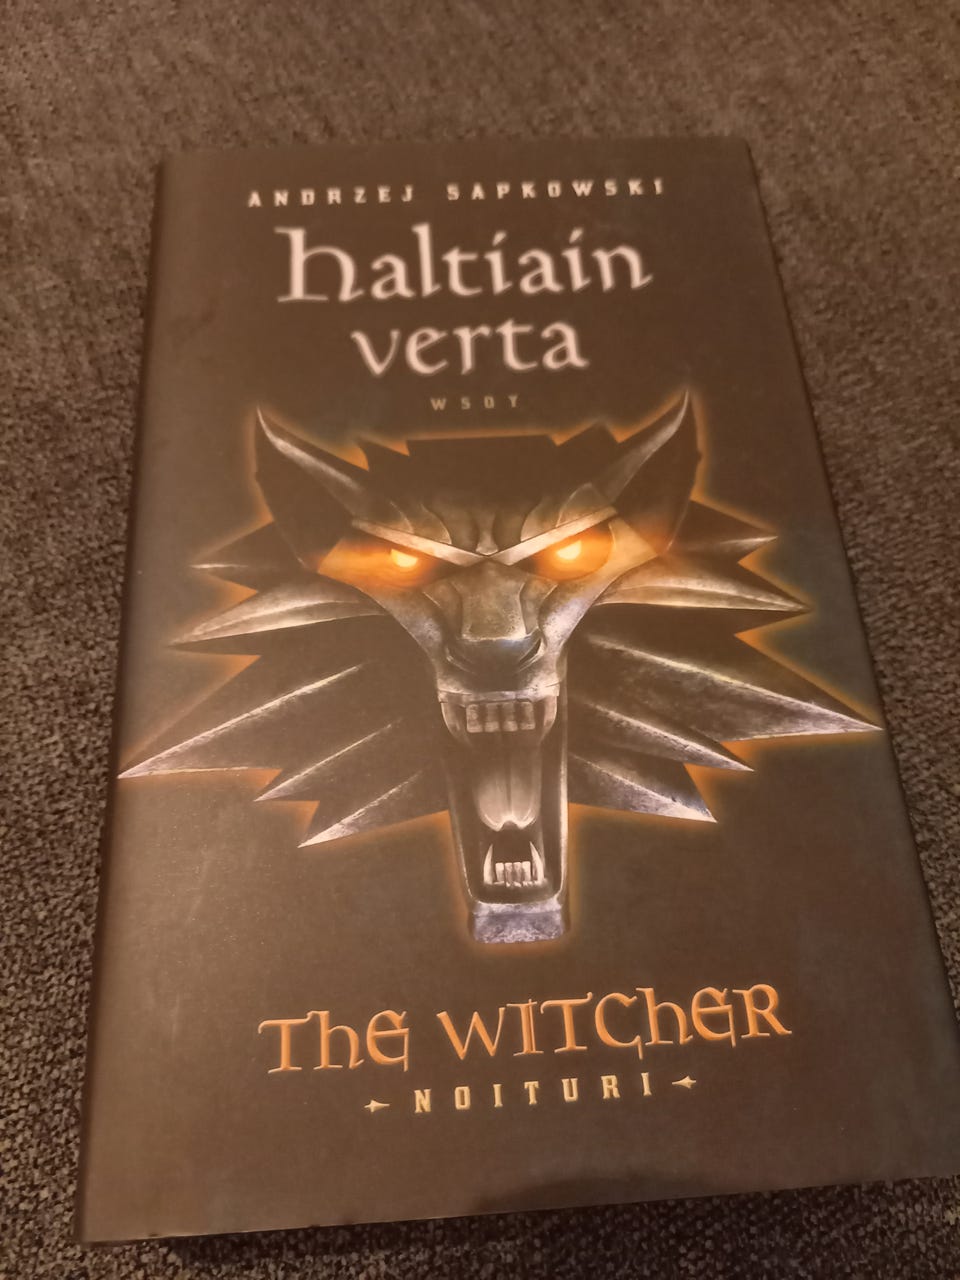 ANDRZEJ SAPKOWSKI
haltiain
verta
WSOY
THE WITCHER
NOITURI